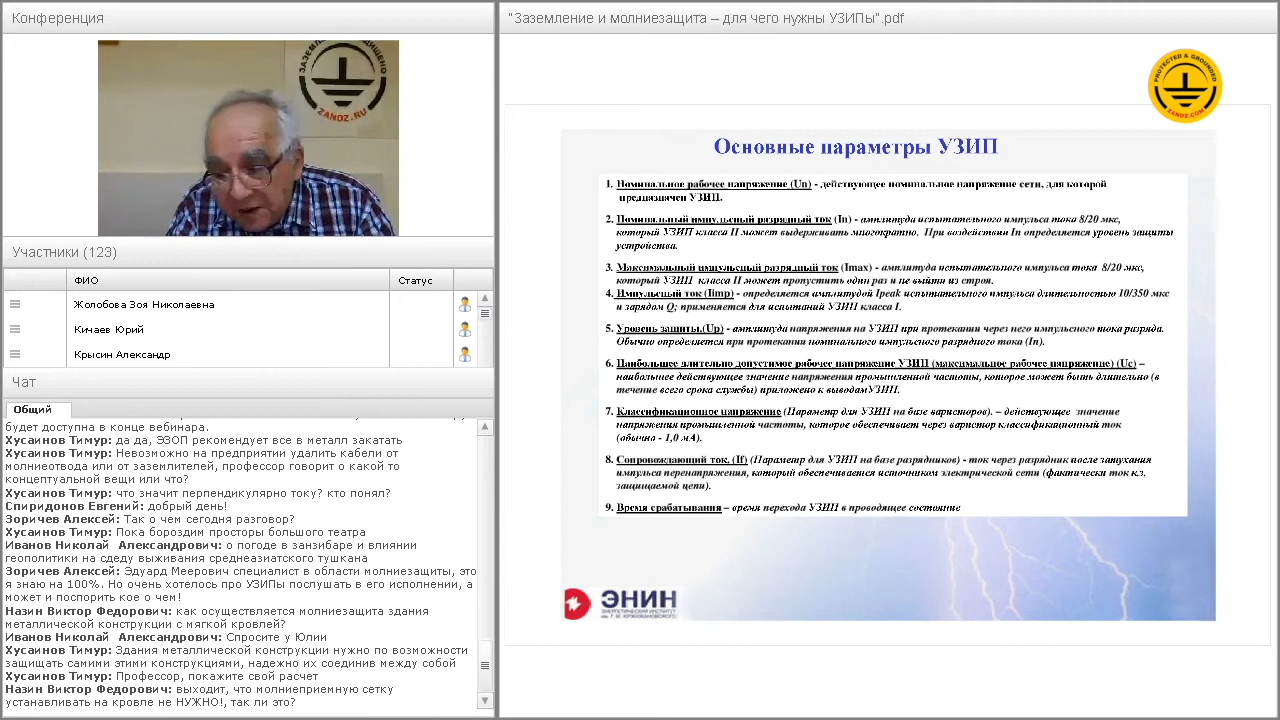 Конференция
"Заземление и молниезащита – для чего нужны УЗИПы".pdf
ZANDZ.RU
Участники (123)
ФИО
Статус
Жолобова Зоя Николаевна
Кичаев Юрий
Крысин Александр
Чат
Общий
будет доступна в конце вебинара.
Хусаинов Тимур: да да, ЭЗОП рекомендует все в металл закатать
Хусаинов Тимур: Невозможно на предприятии удалить кабели от
молниеотвода или от заземлителей, профессор говорит о какой то
концептуальной вещи или что?
Хусаинов Тимур: что значит перпендикулярно току? кто понял?
Спиридонов Евгений: добрый день!
Зоричев Алексей: Так о чем сегодня разговор?
Хусаинов Тимур: Пока бороздим просторы большого театра
Иванов Николай Александрович: о погоде в занзибаре и влиянии
геополитики на сдеду выживания среднеазиатского тушкана
Зоричев Алексей: Эдуард Меерович специалист в области молниезащиты, это
я знаю на 100%. Но очень хотелось про УЗИПы послушать в его исполнении, а
может и поспорить кое о чем!
Назин Виктор Федорович: как осуществляется молниезащита здания
металлической конструкции с мягкой кровлей?
Иванов Николай Александрович: Спросите у Юлии
Хусаинов Тимур: Здания металлической конструкции нужно по возможности
защищать самими этими конструкциями, надежно их соединив между собой
Хусаинов Тимур: Профессор, покажите свой расчет
Назин Виктор Федорович: выходит, что молниеприёмную сетку
устанавливать на кровле не НУЖНО, так ли это?
PROTECTED & GROUNDED
ZANDZ.COM
Основные параметры УЗИП
1. Номинальное рабочее напряжение (Un) - действующее номинальное напряжение сети, для которой
предназначен УЗИП.
2. Номинальный импульсный разрядный ток (In) - амплитуда испытательного импульса тока 8/20 мкс,
который УЗИП класса II может выдерживать многократно. При воздействии In определяется уровень защиты
устройства.
3. Максимальный импульсный разрядный ток (Imax) - амплитуда испытательного импульса тока 8/20 мкс,
который УЗИП класса II может пропустить один раз и не выйти из строя.
4. Импульсный ток (Iimp) - определяется амплитудой Ipeak испытательного импульса длительностью 10/350 мкс
и зарядом Q; применяется для испытаний УЗИП класса I.
5. Уровень защиты.(Up) - амплитуда напряжения на УЗИП при протекании через него импульсного тока разряда.
Обычно определяется при протекании номинального импульсного разрядного тока (In).
6. Наибольшее длительно допустимое рабочее напряжение УЗИП (максимальное рабочее напряжение) (Uc) –
наибольшее действующее значение напряжения промышленной частоты, которое может быть длительно (в
течение всего срока службы) приложено к выводамУЗИП.
7. Классификационное напряжение (Параметр для УЗИП на базе варисторов). – действующее значение
напряжения промышленной частоты, которое обеспечивает через варистор классификационный ток
(обычно - 1,0 мА).
8. Сопровождающий ток. (If) (Параметр для УЗИП на базе разрядников) - ток через разрядник после затухания
импульса перенапряжения, который обеспечивается источником электрической сети (фактически ток к.з.
защищаемой цепи).
9. Время срабатывания – время перехода УЗИП в проводящее состояние
ЭНИН
ЭНЕРГЕТИЧЕСКИЙ ИНСТИТУТ
им. Г.М. КРЖИЖАНОВСКОГО